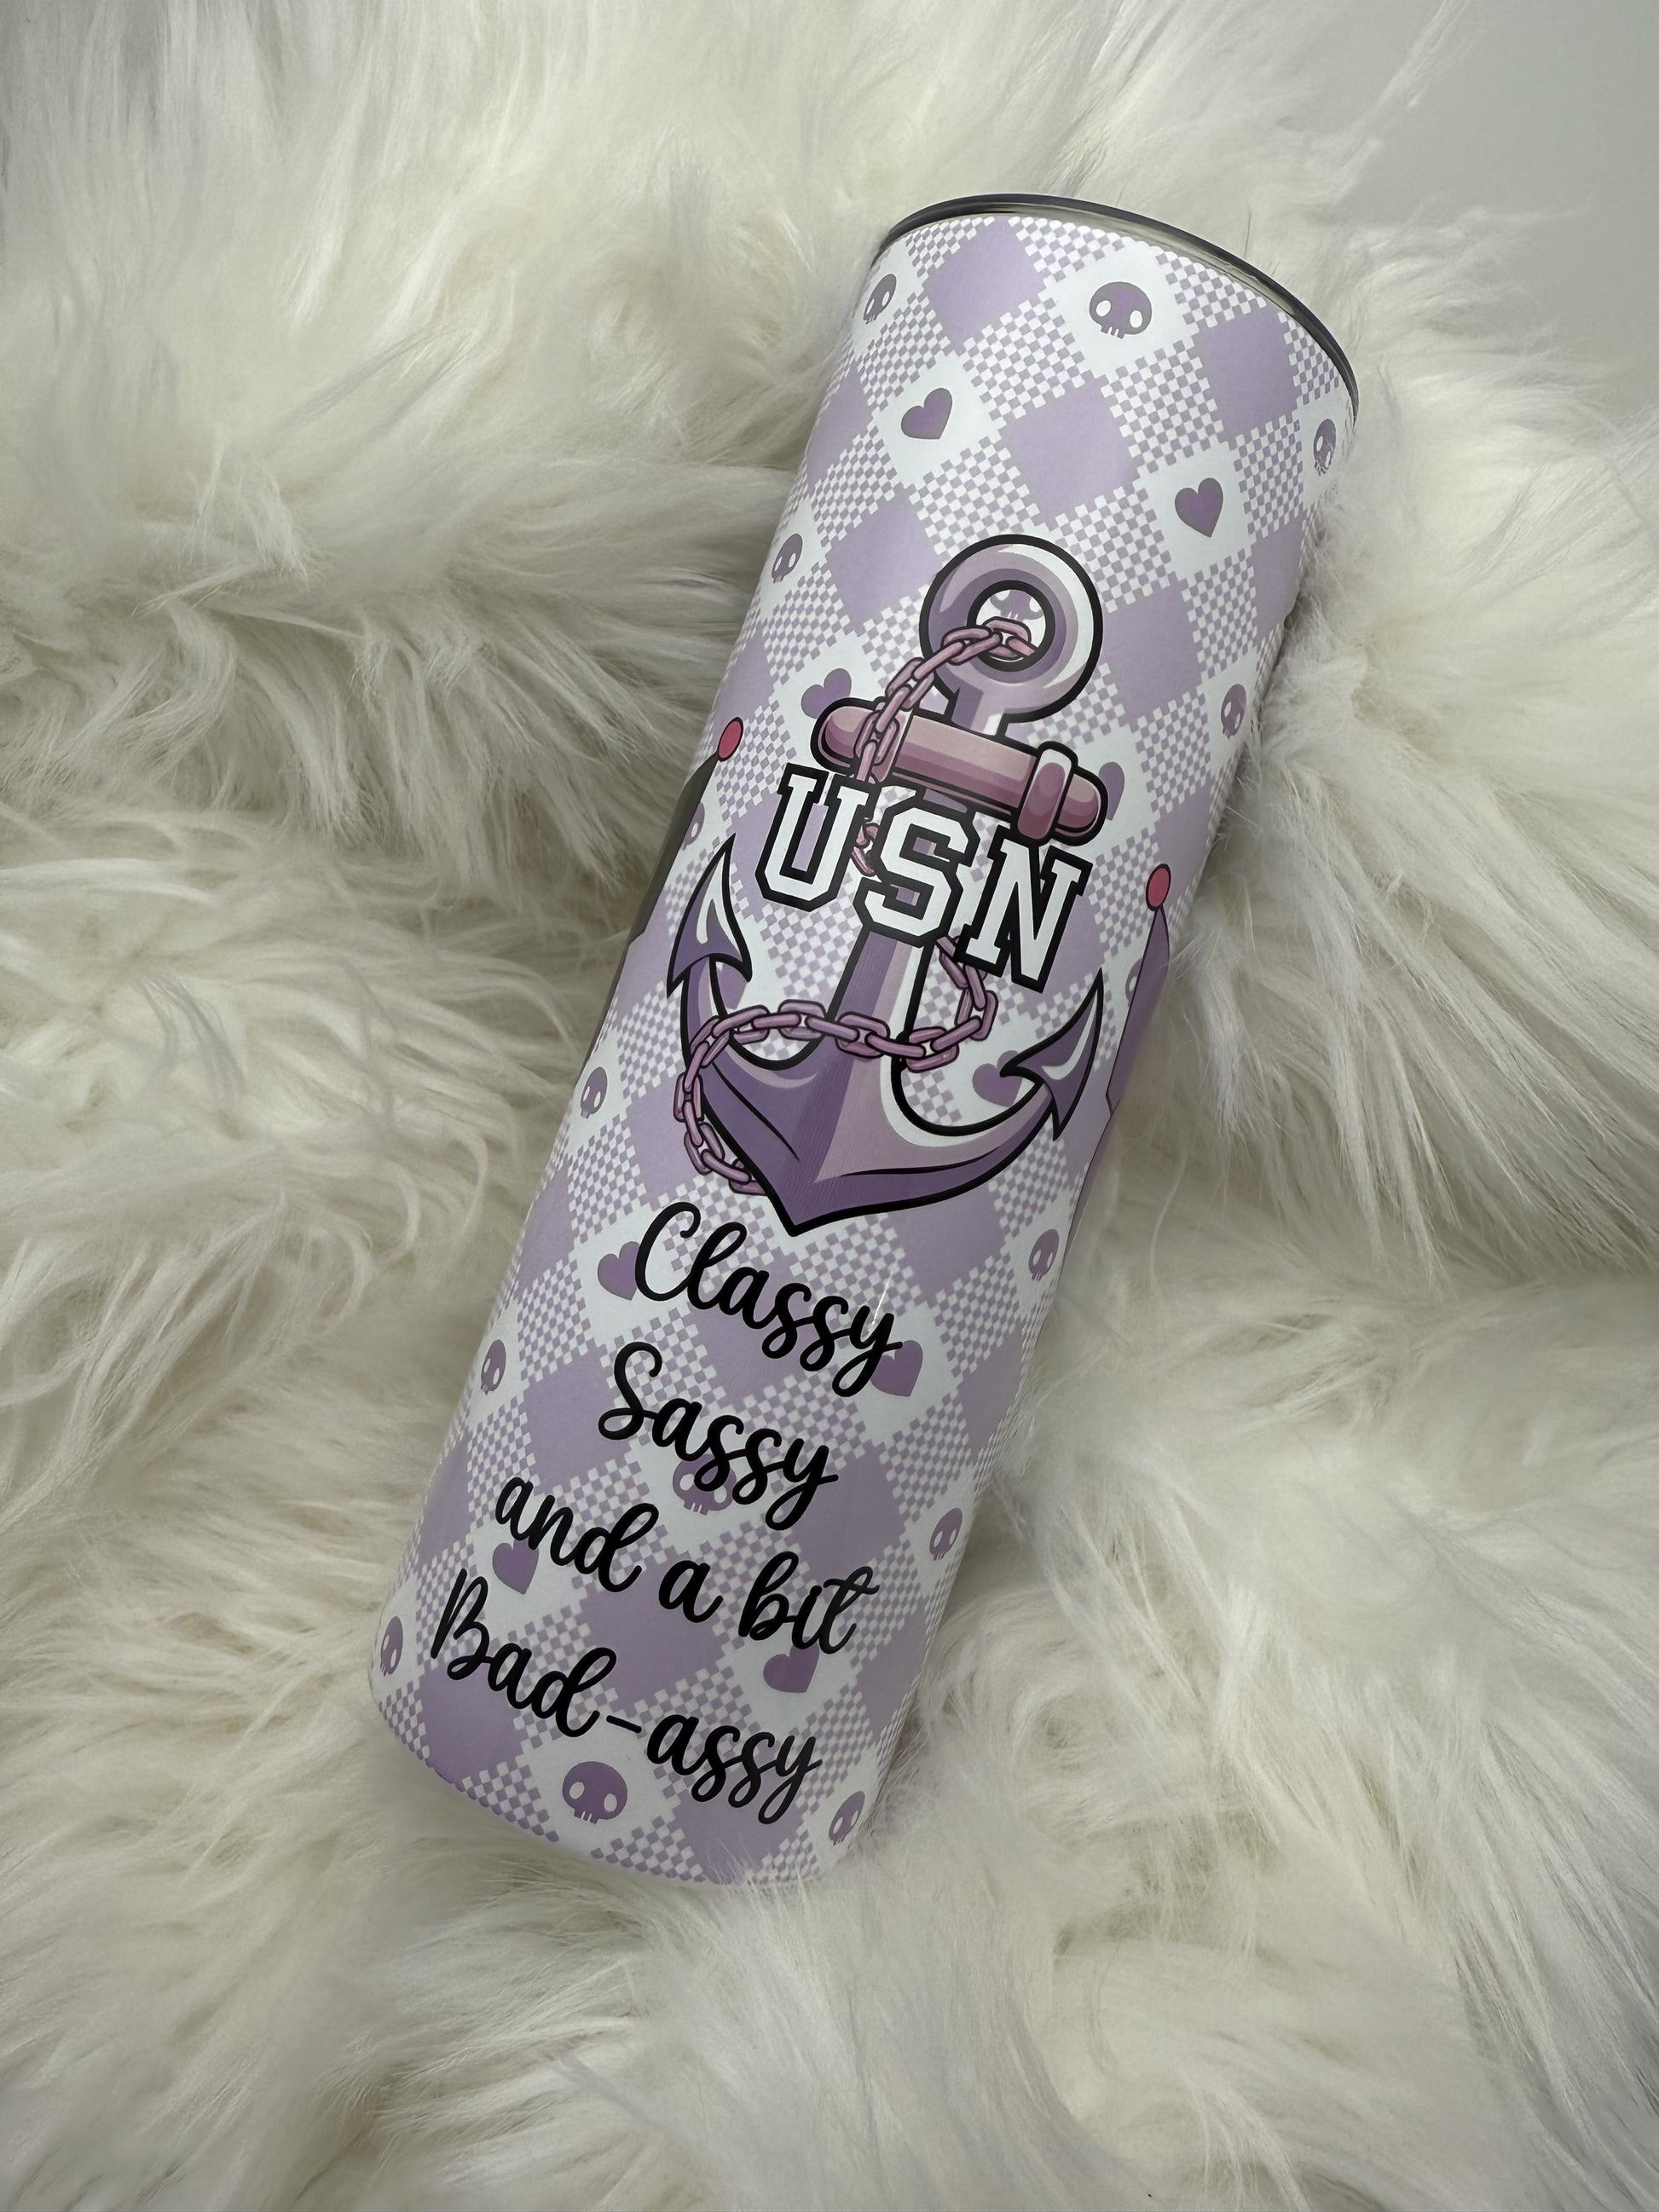 USN
Classy
Sassy
and a bit
Bad-assy